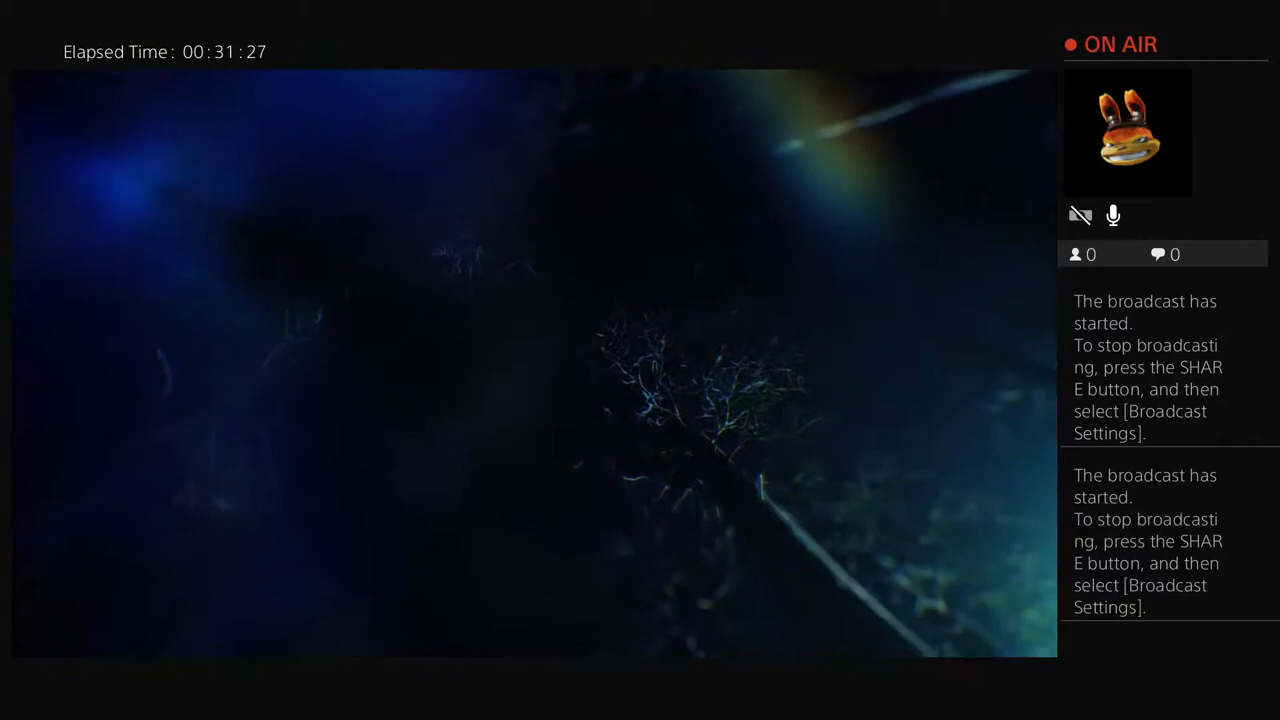 Elapsed Time: 00:31:27
ON AIR
0 0
The broadcast has
started.
To stop broadcasti
ng, press the SHAR
E button, and then
select [Broadcast
Settings].
The broadcast has
started.
To stop broadcasti
ng, press the SHAR
E button, and then
select [Broadcast
Settings].